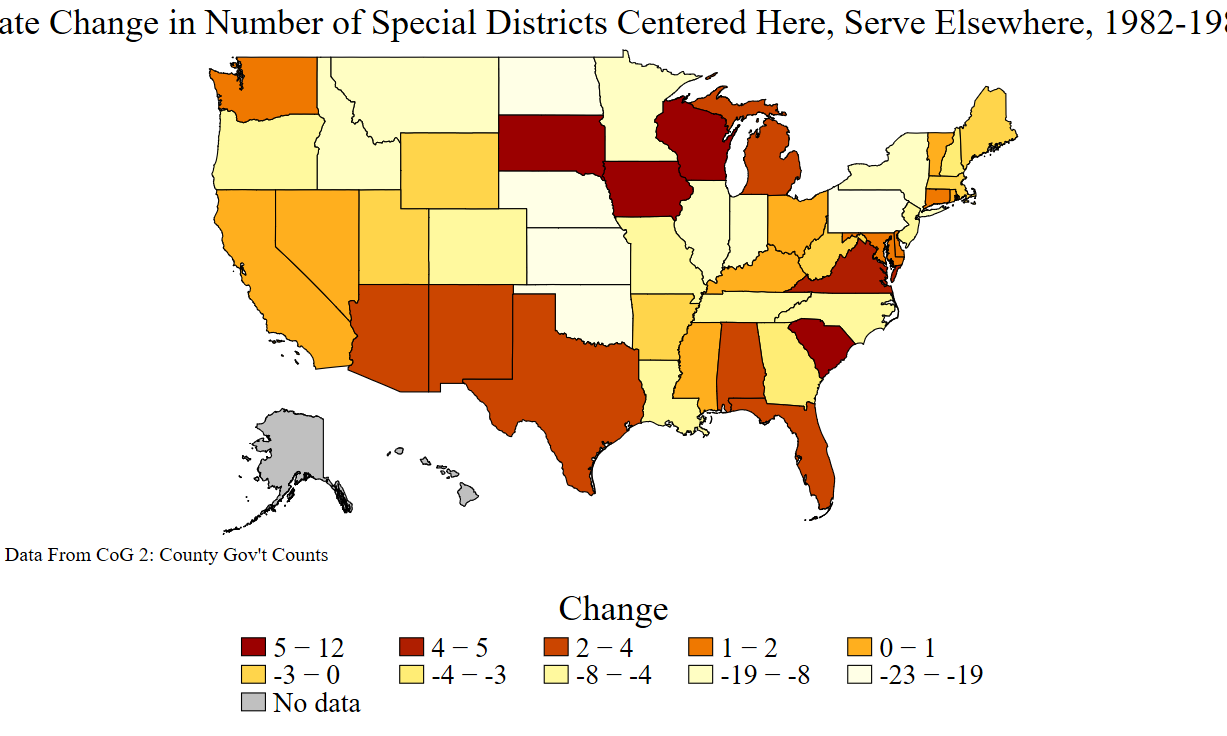 ate Change in Number of Special Districts Centered Here, Serve Elsewhere, 1982-198
Data From CoG 2: County Gov't Counts
Change
5 − 12 4 − 5 2 − 4 1 − 2 0 − 1
-3 − 0 -4 − -3 -8 − -4 -19 − -8 -23 − -19
No data